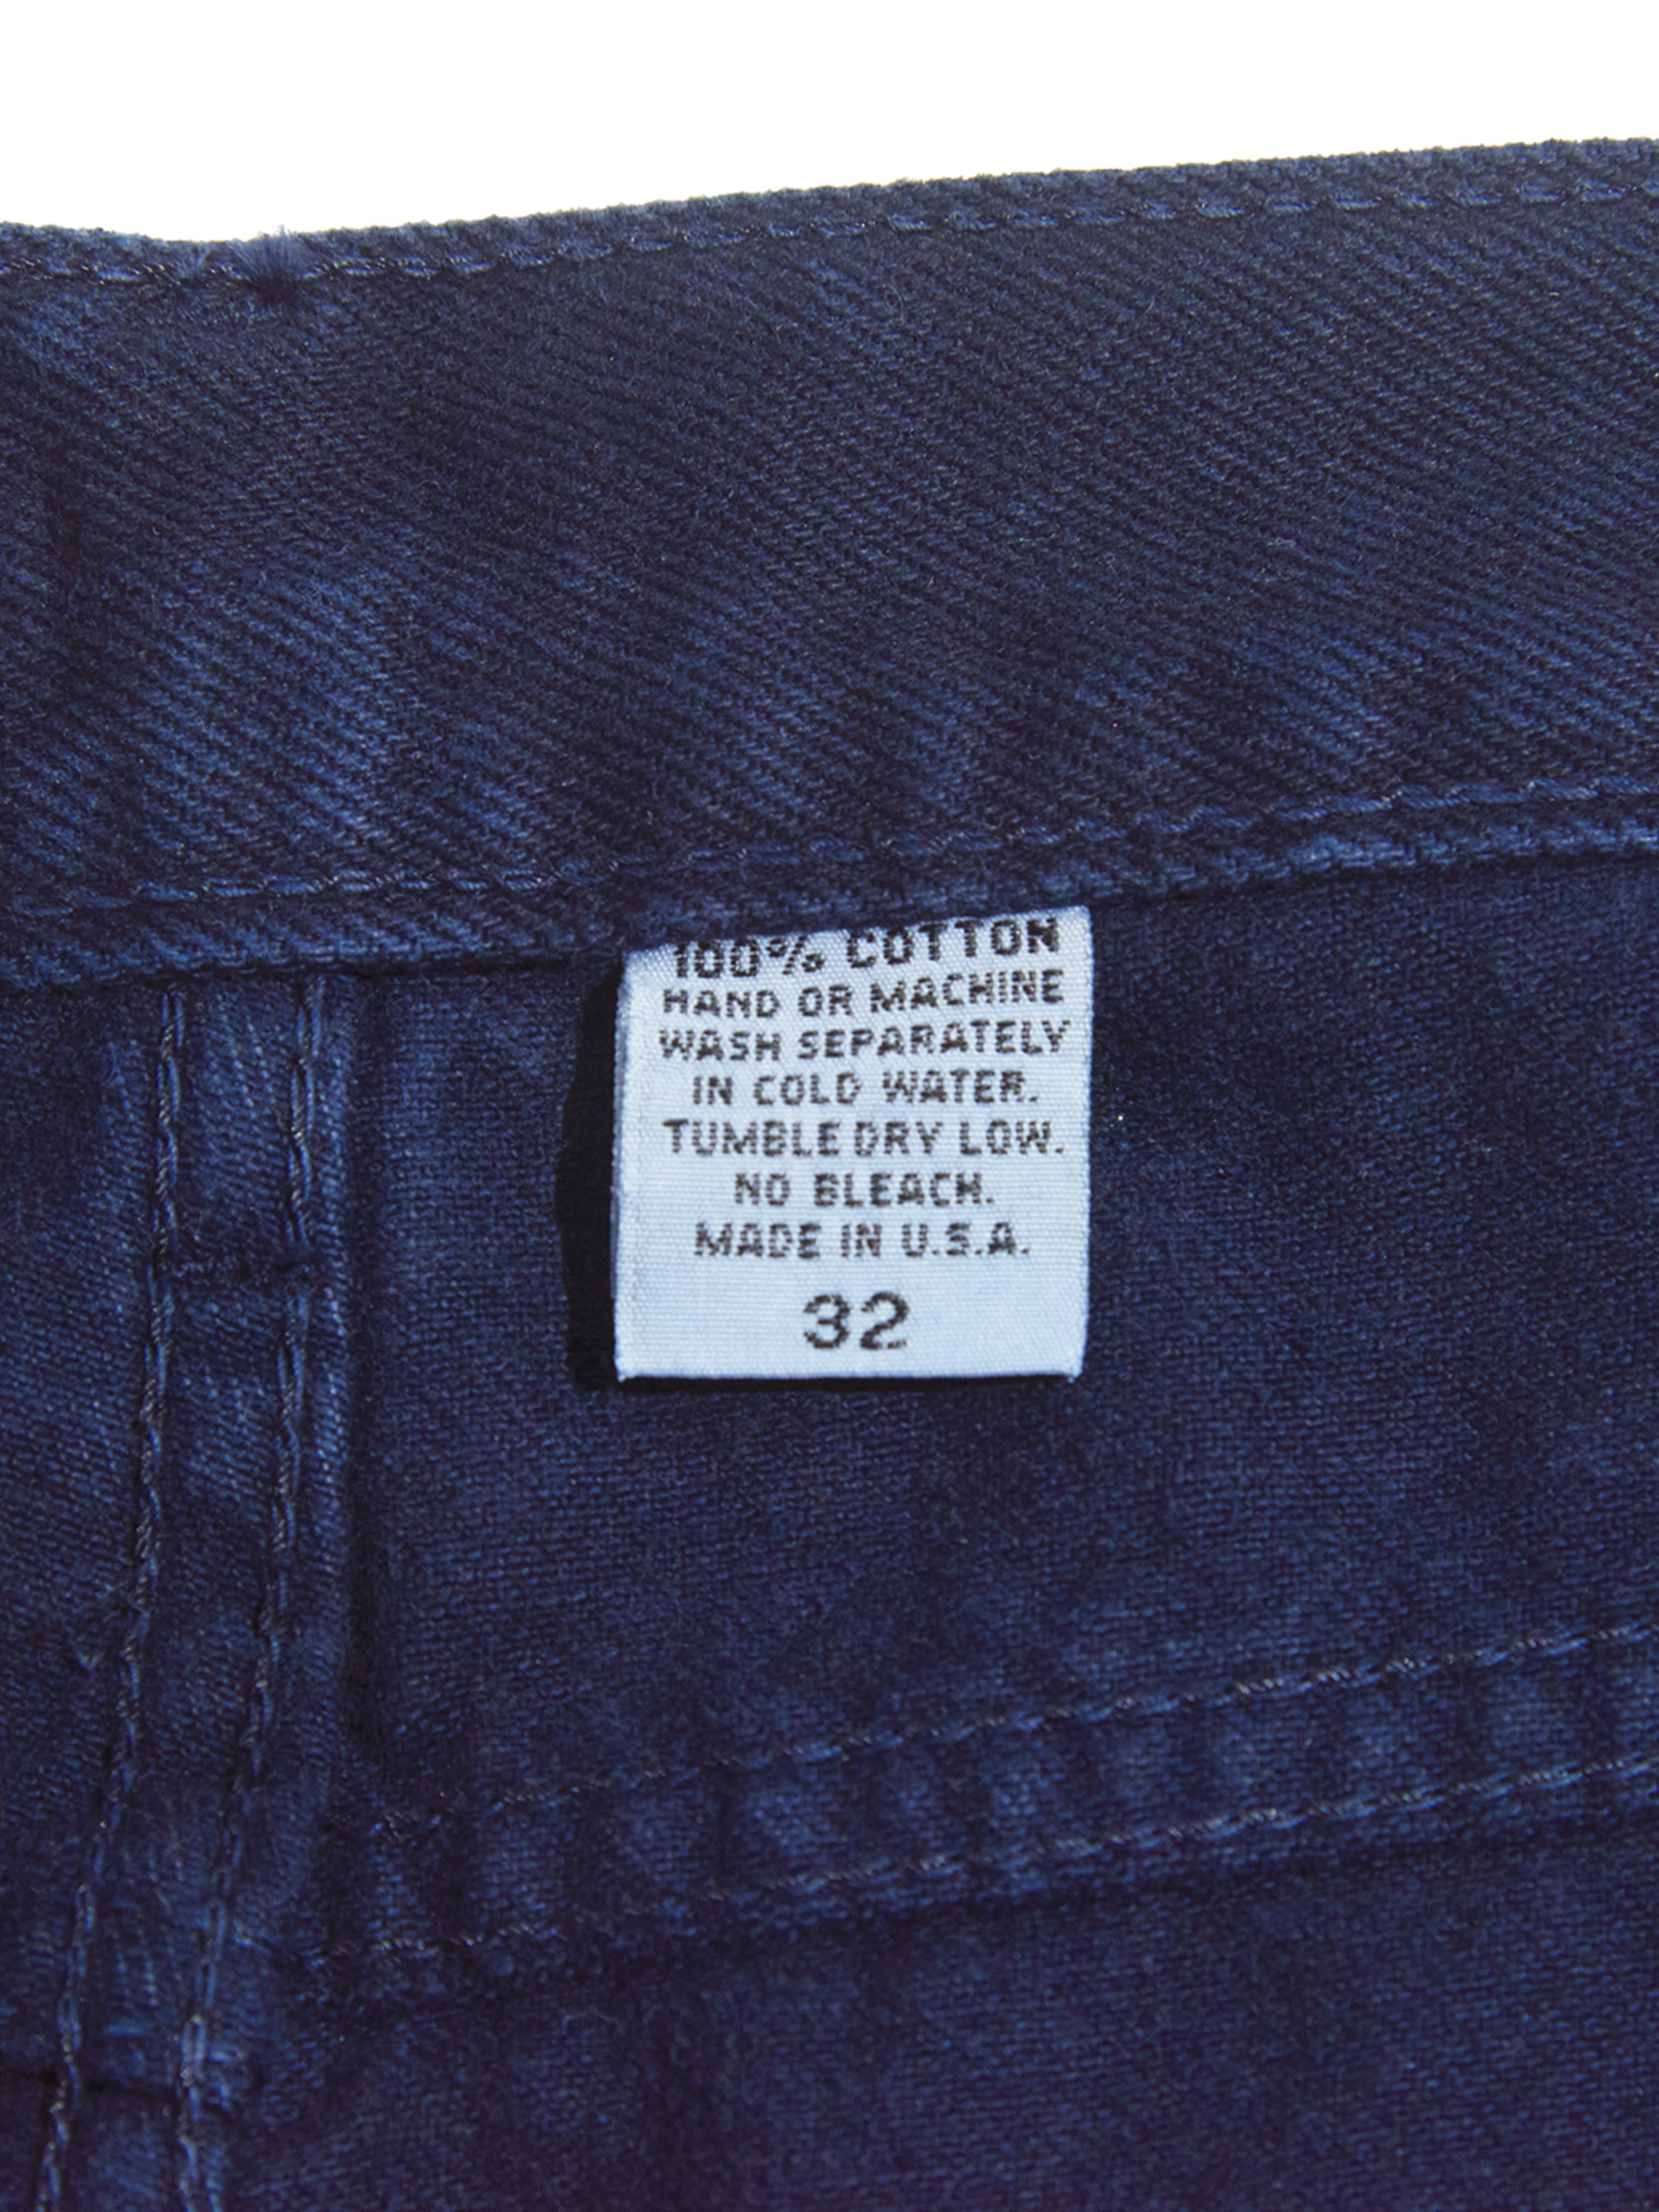 100% COTTON
HAND OR MACHINE
WASH SEPARATELY
IN COLD WATER.
TUMBLE DRY LOW.
NO BLEACH.
MADE IN U.S.A.
32